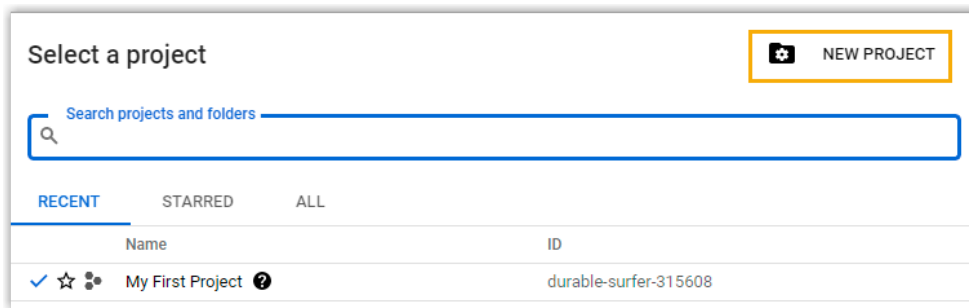 Select a project
NEW PROJECT
Search projects and folders
RECENT STARRED ALL
Name ID
My First Project durable-surfer-315608